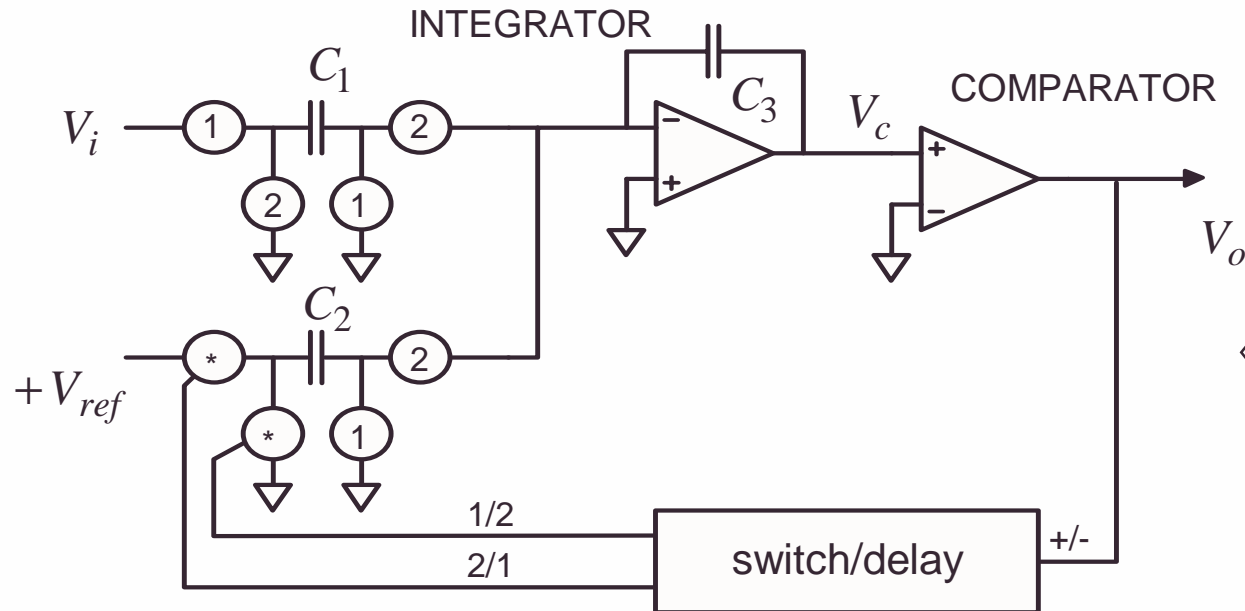 INTEGRATOR
C1
C3
COMPARATOR
Vi
1
2
−
+
Vc
+
−
2
1
Vo
C2
+Vref
*
2
*
1
1/2
2/1
switch/delay
+/-